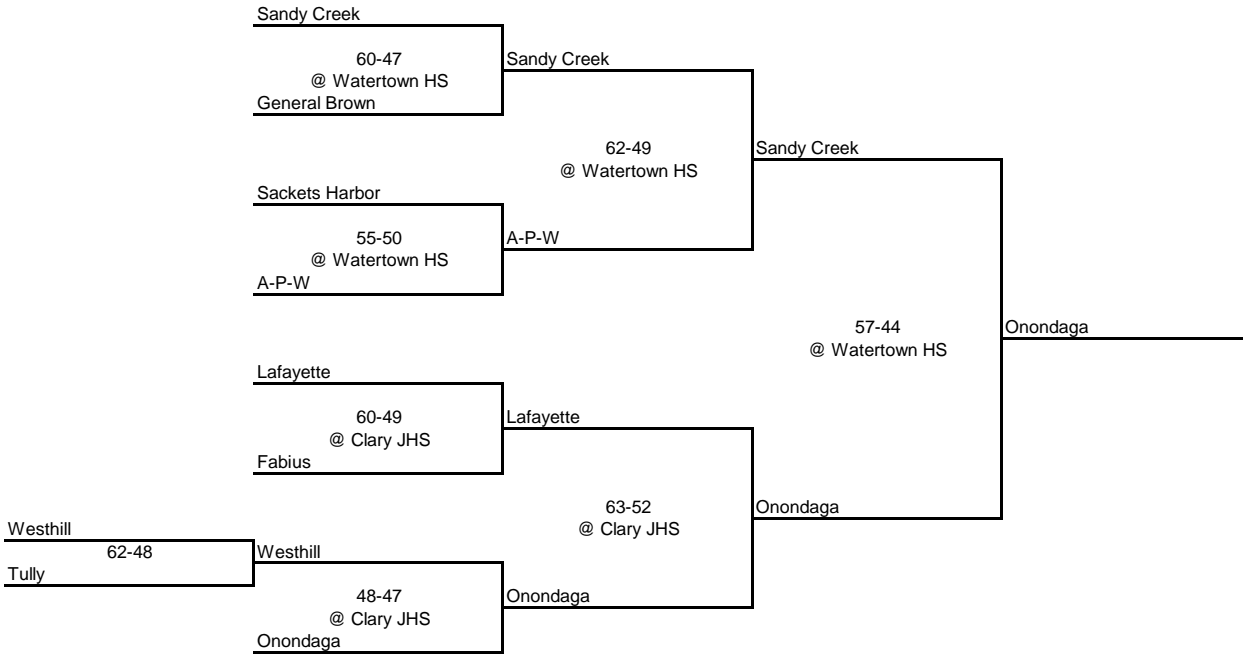 Sandy Creek
60-47
@ Watertown HS
General Brown
Sandy Creek
62-49
@ Watertown HS
Sandy Creek
Sackets Harbor
55-50
@ Watertown HS
A-P-W
A-P-W
57-44
@ Watertown HS
Onondaga
Lafayette
60-49
@ Clary JHS
Fabius
Lafayette
63-52
@ Clary JHS
Onondaga
Westhill
62-48
Tully
Westhill
48-47
@ Clary JHS
Onondaga
Onondaga